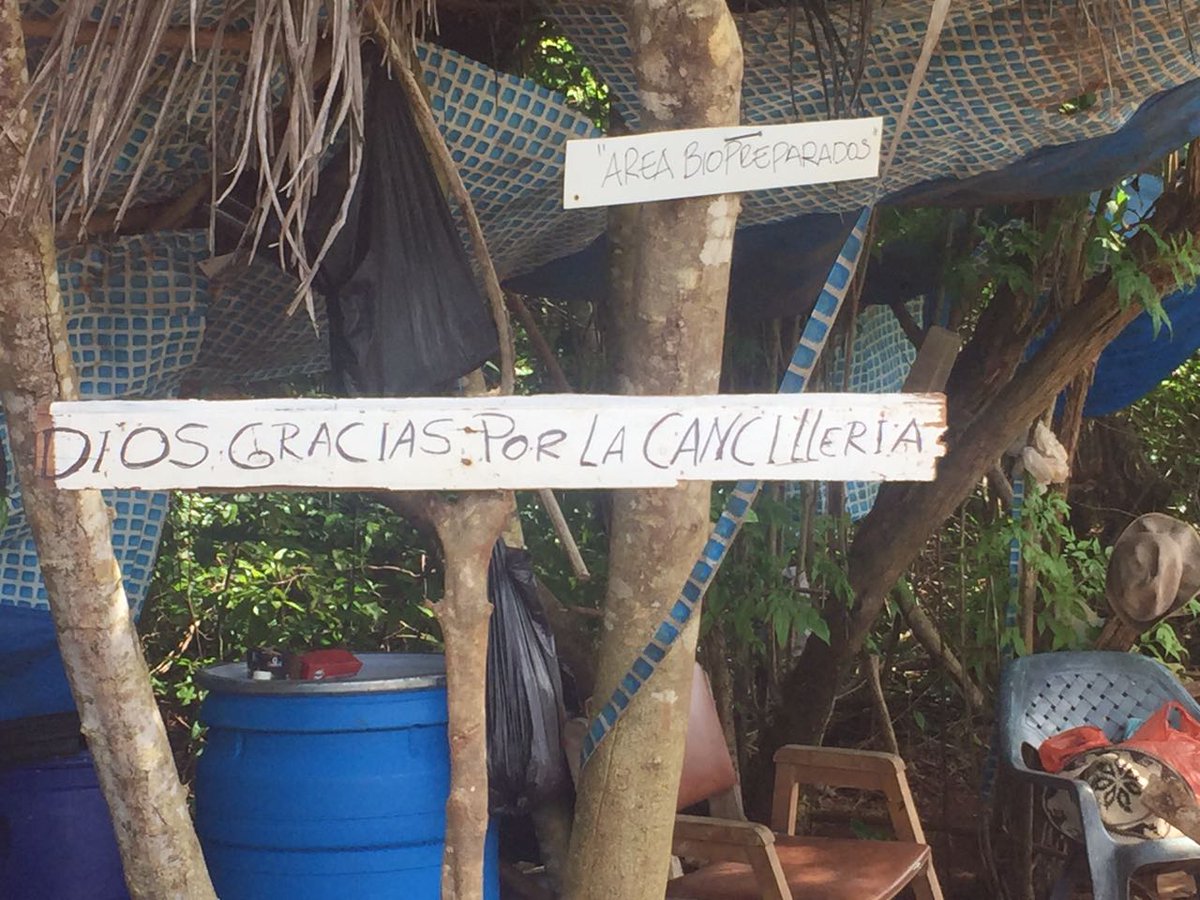 "AREA BIOPREPARADOS"
DIOS GRACIAS POR LA CANCILLERIA